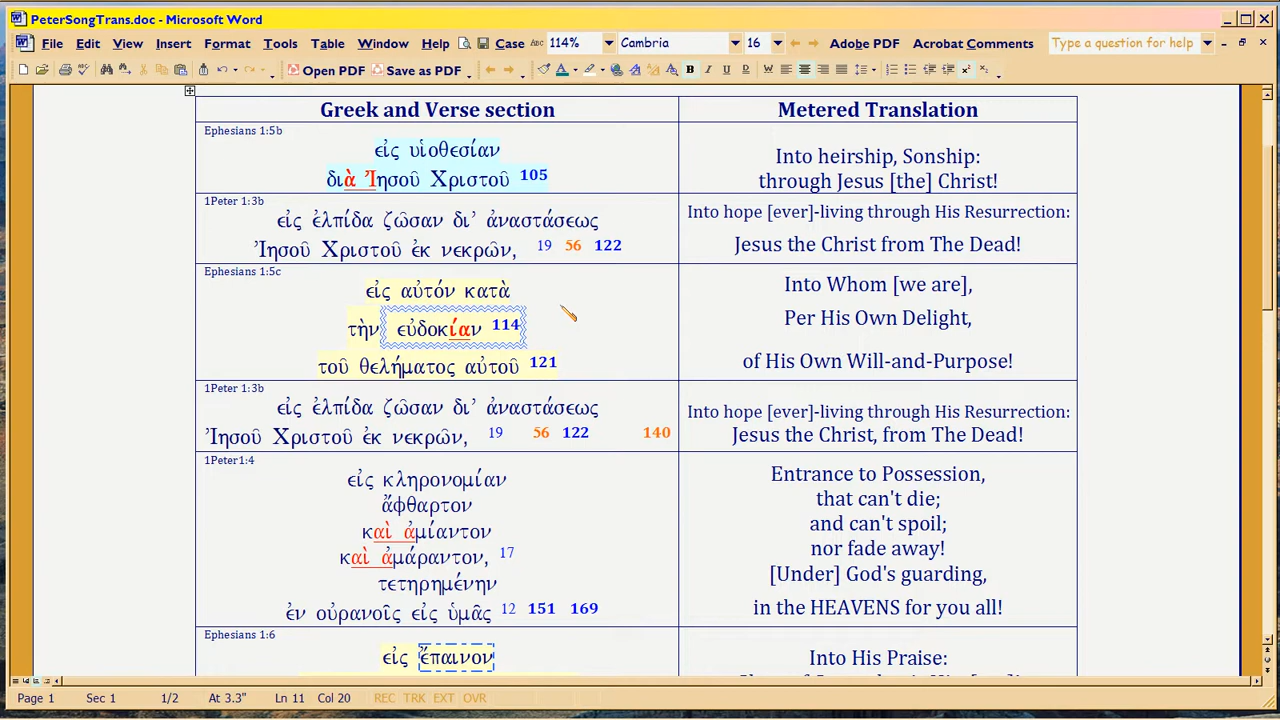 PeterSongTrans.doc - Microsoft Word
File Edit View Insert Format Tools Table Window Help Case 114% Cambria 16 Adobe PDF Acrobat Comments Type a question for help
Open PDF Save as PDF
Greek and Verse section Metered Translation
Ephesians 1:5b
εἰς υἱοθεσίαν
διὰ Ἰησοῦ Χριστοῦ 105
Into heirship, Sonship:
through Jesus [the] Christ!
1Peter 1:3b
εἰς ἐλπίδα ζῶσαν δι’ ἀναστάσεως
Ἰησοῦ Χριστοῦ ἐκ νεκρῶν, 19 56 122
Into hope [ever]-living through His Resurrection:
Jesus the Christ from The Dead!
Ephesians 1:5c
εἰς αὐτόν κατὰ
τὴν εὐδοκίαν 114
τοῦ θελήματος αὐτοῦ 121
Into Whom [we are],
Per His Own Delight,
of His Own Will-and-Purpose!
1Peter 1:3b
εἰς ἐλπίδα ζῶσαν δι’ ἀναστάσεως
Ἰησοῦ Χριστοῦ ἐκ νεκρῶν, 19 56 122 140
Into hope [ever]-living through His Resurrection:
Jesus the Christ, from The Dead!
1Peter1:4
εἰς κληρονομίαν
ἄφθαρτον
καὶ ἀμίαντον
καὶ ἀμάραντον, 17
τετηρημένην
ἐν οὐρανοῖς εἰς ὑμᾶς 12 151 169
Entrance to Possession,
that can't die;
and can't spoil;
nor fade away!
[Under] God's guarding,
in the HEAVENS for you all!
Ephesians 1:6
εἰς ἔπαινον
Into His Praise:
Page 1 Sec 1 1/2 At 3.3" Ln 11 Col 20 REC TRK EXT OVR